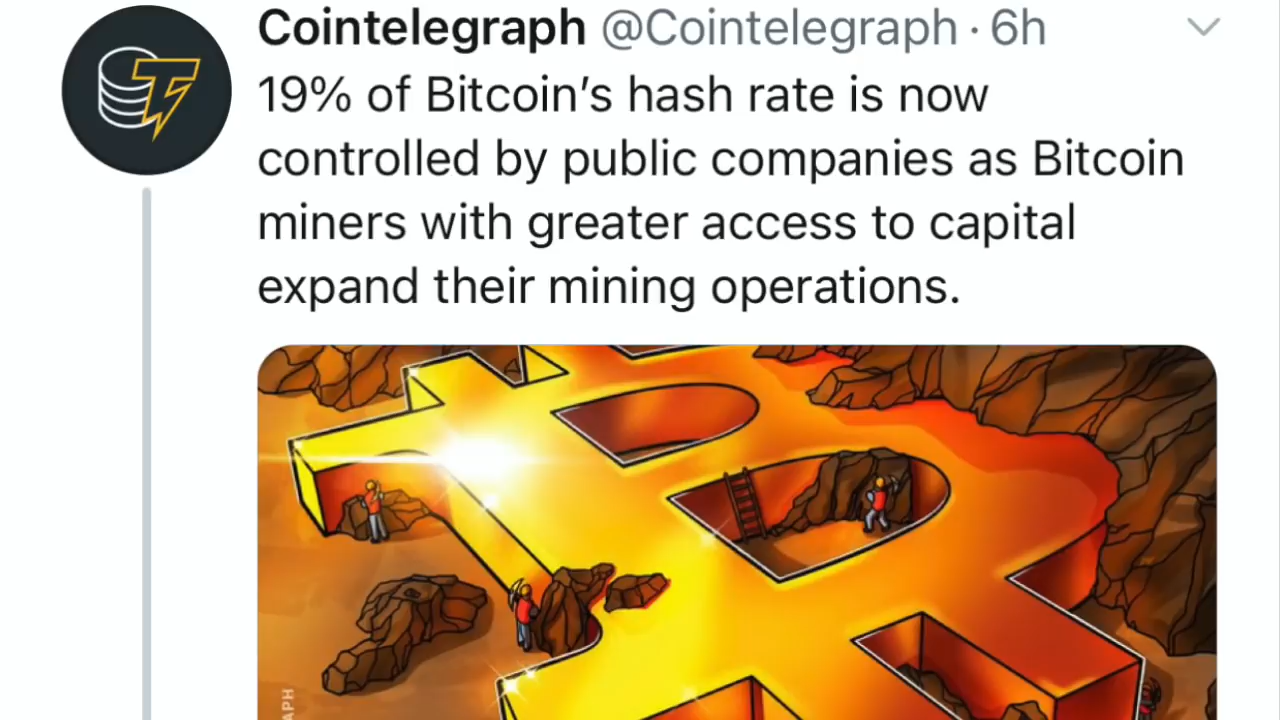 Cointelegraph @Cointelegraph · 6h
19% of Bitcoin’s hash rate is now
controlled by public companies as Bitcoin
miners with greater access to capital
expand their mining operations.
APH